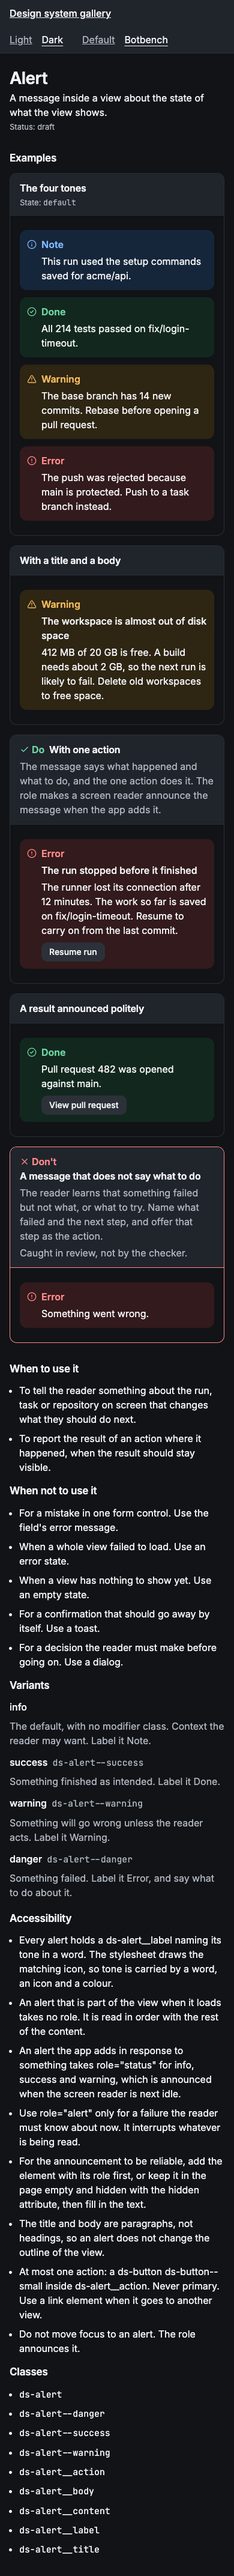 Design system gallery
Light Dark Default Botbench
Alert
A message inside a view about the state of
what the view shows.
Status: draft
Examples
The four tones
State: default
Note
This run used the setup commands
saved for acme/api.
Done
All 214 tests passed on fix/login-
timeout.
Warning
The base branch has 14 new
commits. Rebase before opening a
pull request.
Error
The push was rejected because
main is protected. Push to a task
branch instead.
With a title and a body
Warning
The workspace is almost out of disk
space
412 MB of 20 GB is free. A build
needs about 2 GB, so the next run is
likely to fail. Delete old workspaces
to free space.
Do With one action
The message says what happened and
what to do, and the one action does it. The
role makes a screen reader announce the
message when the app adds it.
Error
The run stopped before it finished
The runner lost its connection after
12 minutes. The work so far is saved
on fix/login-timeout. Resume to
carry on from the last commit.
Resume run
A result announced politely
Done
Pull request 482 was opened
against main.
View pull request
Don't
A message that does not say what to do
The reader learns that something failed
but not what, or what to try. Name what
failed and the next step, and offer that
step as the action.
Caught in review, not by the checker.
Error
Something went wrong.
When to use it
• To tell the reader something about the run,
task or repository on screen that changes
what they should do next.
• To report the result of an action where it
happened, when the result should stay
visible.
When not to use it
• For a mistake in one form control. Use the
field's error message.
• When a whole view failed to load. Use an
error state.
• When a view has nothing to show yet. Use
an empty state.
• For a confirmation that should go away by
itself. Use a toast.
• For a decision the reader must make before
going on. Use a dialog.
Variants
info
The default, with no modifier class. Context the
reader may want. Label it Note.
success ds-alert--success
Something finished as intended. Label it Done.
warning ds-alert--warning
Something will go wrong unless the reader
acts. Label it Warning.
danger ds-alert--danger
Something failed. Label it Error, and say what
to do about it.
Accessibility
• Every alert holds a ds-alert__label naming its
tone in a word. The stylesheet draws the
matching icon, so tone is carried by a word,
an icon and a colour.
• An alert that is part of the view when it loads
takes no role. It is read in order with the rest
of the content.
• An alert the app adds in response to
something takes role="status" for info,
success and warning, which is announced
when the screen reader is next idle.
• Use role="alert" only for a failure the reader
must know about now. It interrupts whatever
is being read.
• For the announcement to be reliable, add the
element with its role first, or keep it in the
page empty and hidden with the hidden
attribute, then fill in the text.
• The title and body are paragraphs, not
headings, so an alert does not change the
outline of the view.
• At most one action: a ds-button ds-button--
small inside ds-alert__action. Never primary.
Use a link element when it goes to another
view.
• Do not move focus to an alert. The role
announces it.
Classes
• ds-alert
• ds-alert--danger
• ds-alert--success
• ds-alert--warning
• ds-alert__action
• ds-alert__body
• ds-alert__content
• ds-alert__label
• ds-alert__title